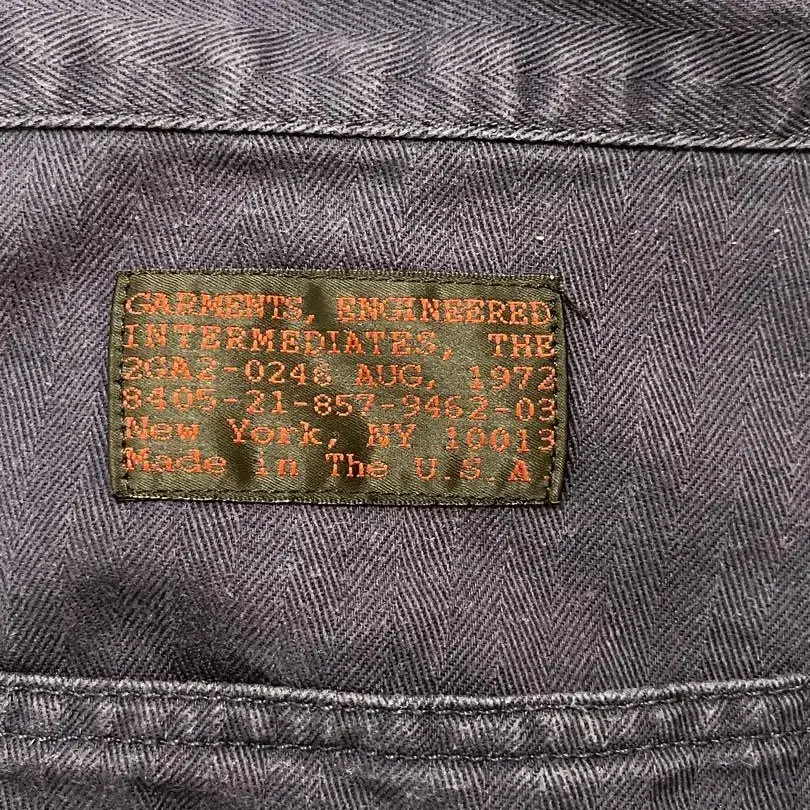 GARMENTS, ENGINEERED
INTERMEDIATES, THE
2GA2-0246 AUG, 1972
8405-21-857-9462-03
New York, NY 10013
Made in The U.S.A.